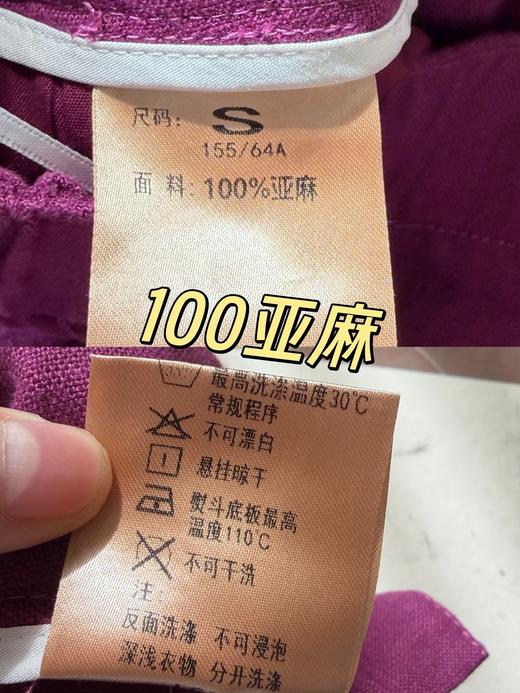 尺码: S
155/64A
面料:100%亚麻
100亚麻
最高洗涤温度30℃
常规程序
不可漂白
悬挂晾干
熨斗底板最高
温度110℃
不可干洗
注:
反面洗涤 不可浸泡
深浅衣物 分开洗涤